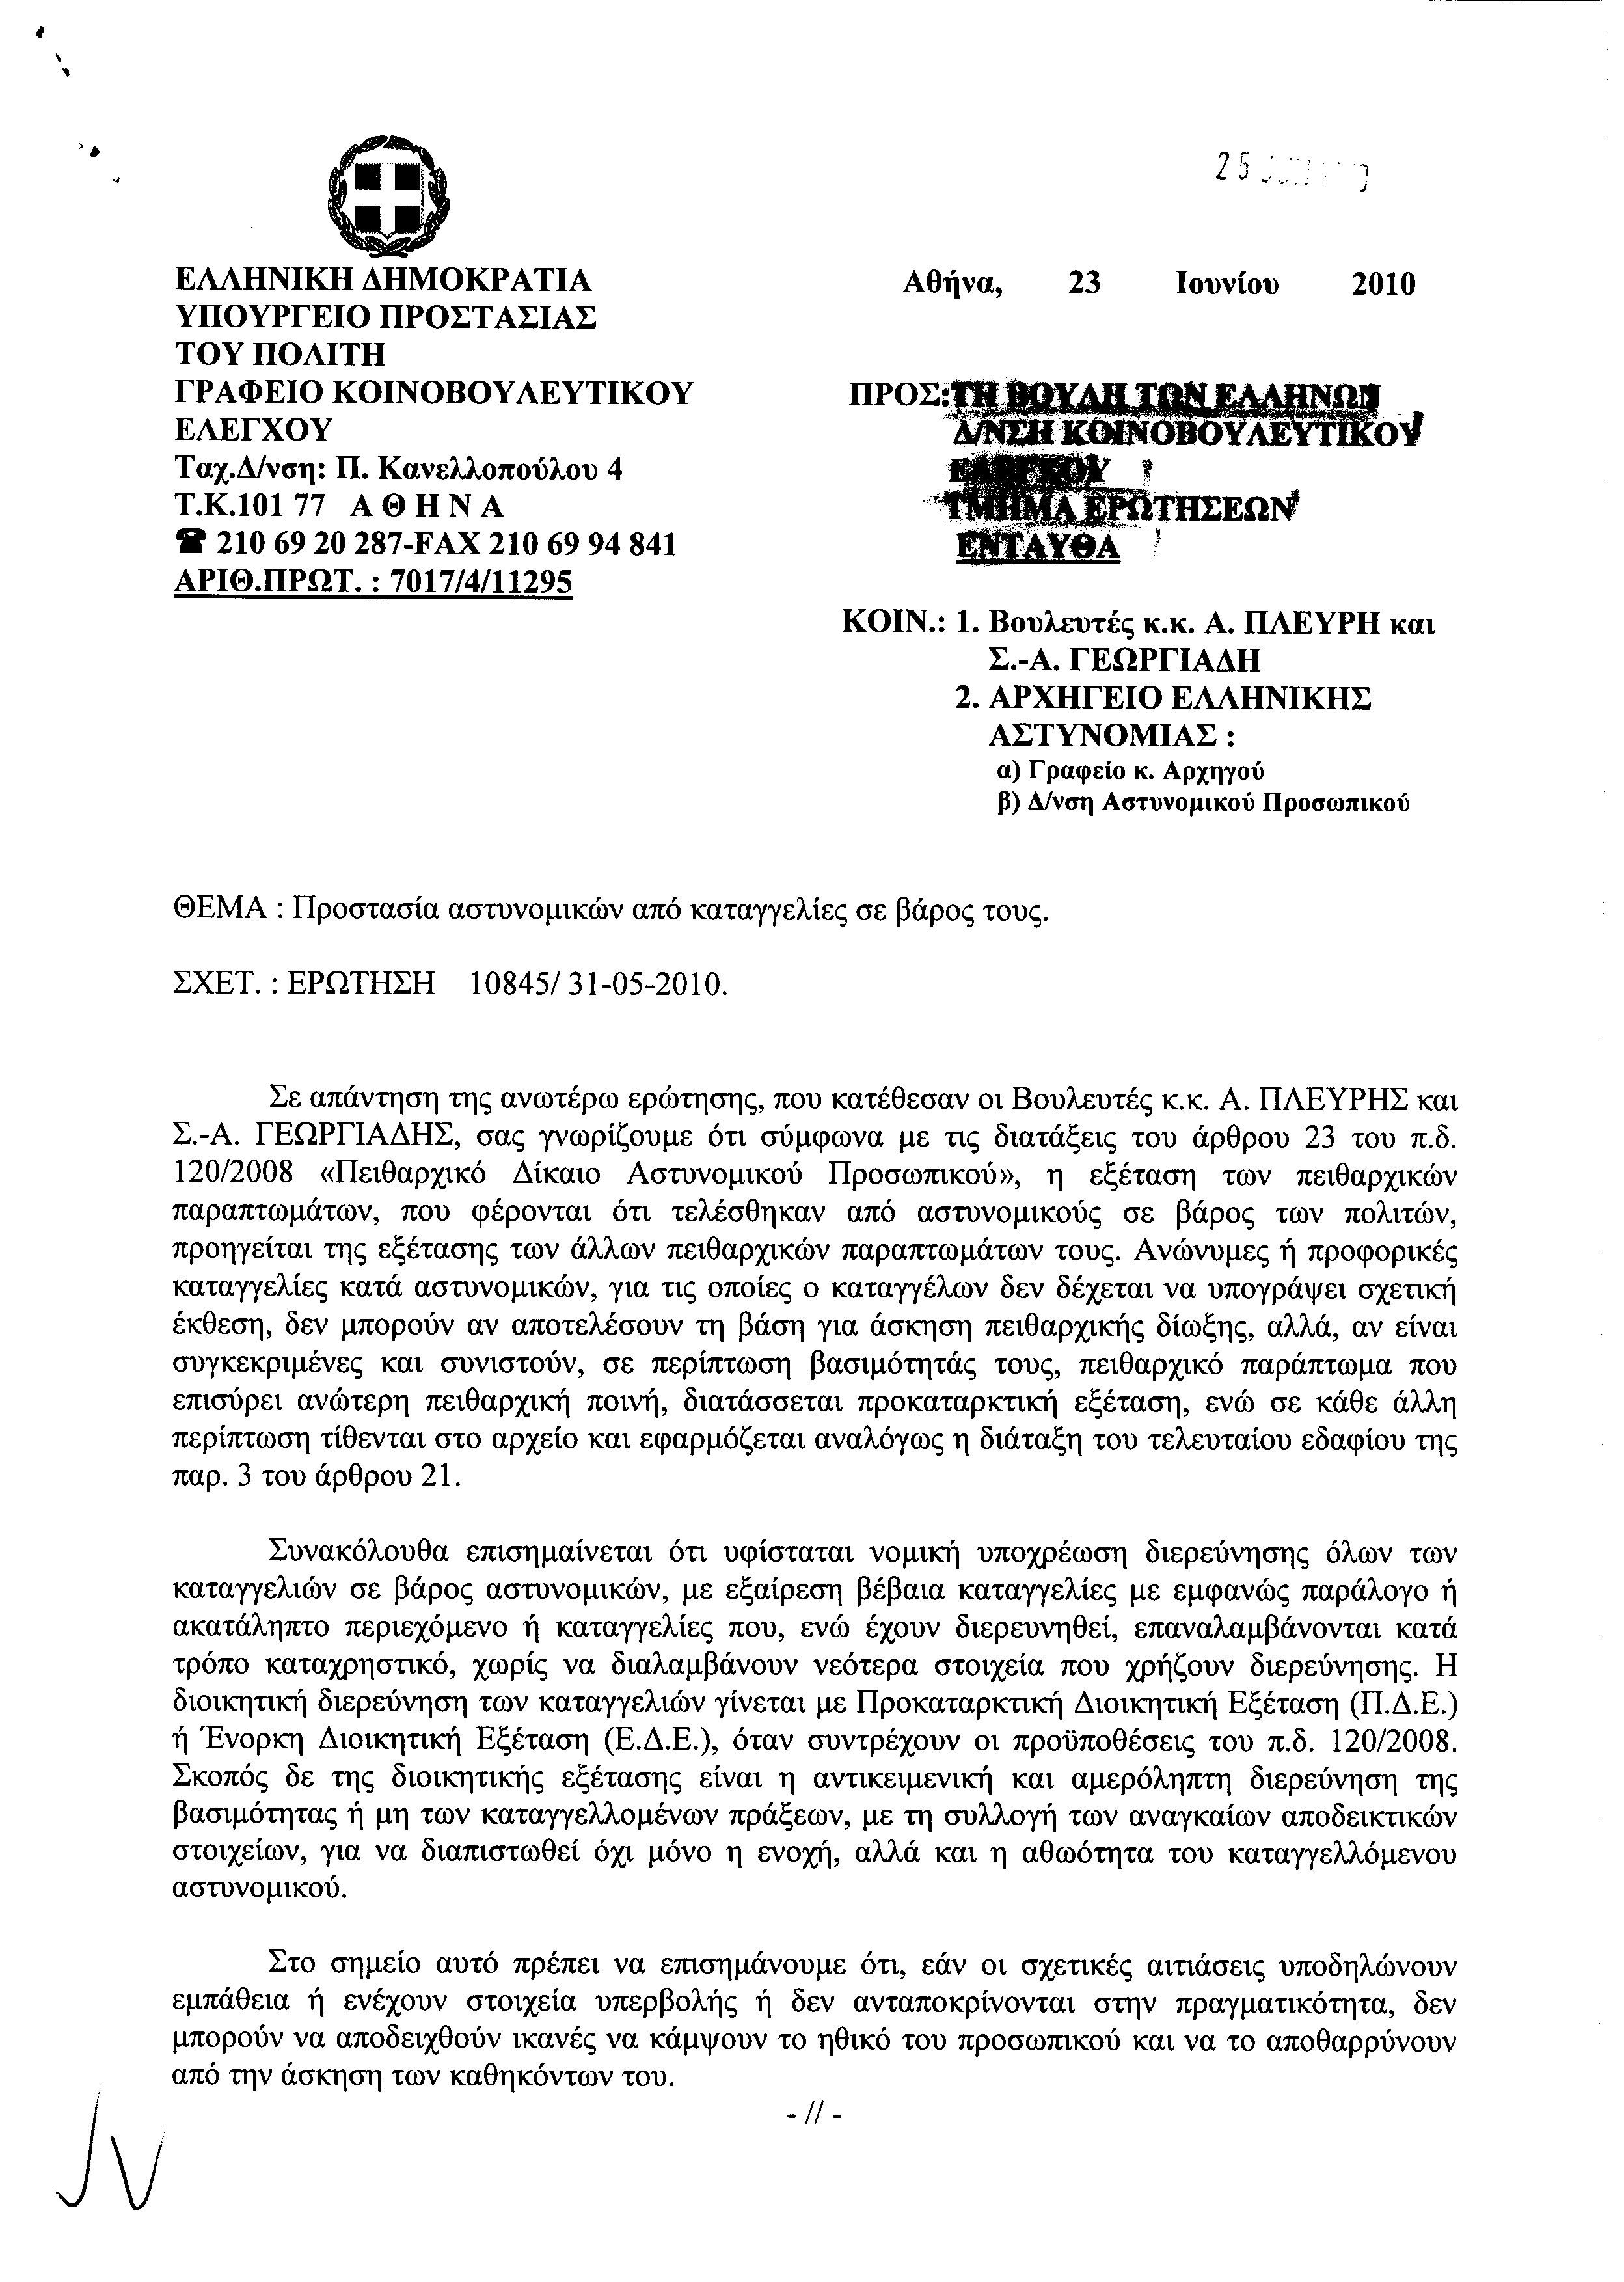 ΕΛΛΗΝΙΚΗ ΔΗΜΟΚΡΑΤΙΑ
ΥΠΟΥΡΓΕΙΟ ΠΡΟΣΤΑΣΙΑΣ
ΤΟΥ ΠΟΛΙΤΗ
ΓΡΑΦΕΙΟ ΚΟΙΝΟΒΟΥΛΕΥΤΙΚΟΥ
ΕΛΕΓΧΟΥ
Ταχ.Δ/νση: Π. Κανελλοπούλου 4
Τ.Κ.101 77 Α Θ Η Ν Α
☎ 210 69 20 287-FAX 210 69 94 841
ΑΡΙΘ.ΠΡΩΤ. : 7017/4/11295
25
Αθήνα, 23 Ιουνίου 2010
ΠΡΟΣ:ΤΗ ΒΟΥΛΗ ΤΩΝ ΕΛΛΗΝΩΝ
Δ/ΝΣΗ ΚΟΙΝΟΒΟΥΛΕΥΤΙΚΟΥ
ΕΛΕΓΧΟΥ
ΤΜΗΜΑ ΕΡΩΤΗΣΕΩΝ
ΕΝΤΑΥΘΑ
ΚΟΙΝ.: 1. Βουλευτές κ.κ. Α. ΠΛΕΥΡΗ και
Σ.-Α. ΓΕΩΡΓΙΑΔΗ
2. ΑΡΧΗΓΕΙΟ ΕΛΛΗΝΙΚΗΣ
ΑΣΤΥΝΟΜΙΑΣ :
α) Γραφείο κ. Αρχηγού
β) Δ/νση Αστυνομικού Προσωπικού
ΘΕΜΑ : Προστασία αστυνομικών από καταγγελίες σε βάρος τους.
ΣΧΕΤ. : ΕΡΩΤΗΣΗ 10845/ 31-05-2010.
Σε απάντηση της ανωτέρω ερώτησης, που κατέθεσαν οι Βουλευτές κ.κ. Α. ΠΛΕΥΡΗΣ και
Σ.-Α. ΓΕΩΡΓΙΑΔΗΣ, σας γνωρίζουμε ότι σύμφωνα με τις διατάξεις του άρθρου 23 του π.δ.
120/2008 «Πειθαρχικό Δίκαιο Αστυνομικού Προσωπικού», η εξέταση των πειθαρχικών
παραπτωμάτων, που φέρονται ότι τελέσθηκαν από αστυνομικούς σε βάρος των πολιτών,
προηγείται της εξέτασης των άλλων πειθαρχικών παραπτωμάτων τους. Ανώνυμες ή προφορικές
καταγγελίες κατά αστυνομικών, για τις οποίες ο καταγγέλων δεν δέχεται να υπογράψει σχετική
έκθεση, δεν μπορούν αν αποτελέσουν τη βάση για άσκηση πειθαρχικής δίωξης, αλλά, αν είναι
συγκεκριμένες και συνιστούν, σε περίπτωση βασιμότητάς τους, πειθαρχικό παράπτωμα που
επισύρει ανώτερη πειθαρχική ποινή, διατάσσεται προκαταρκτική εξέταση, ενώ σε κάθε άλλη
περίπτωση τίθενται στο αρχείο και εφαρμόζεται αναλόγως η διάταξη του τελευταίου εδαφίου της
παρ. 3 του άρθρου 21.
Συνακόλουθα επισημαίνεται ότι υφίσταται νομική υποχρέωση διερεύνησης όλων των
καταγγελιών σε βάρος αστυνομικών, με εξαίρεση βέβαια καταγγελίες με εμφανώς παράλογο ή
ακατάληπτο περιεχόμενο ή καταγγελίες που, ενώ έχουν διερευνηθεί, επαναλαμβάνονται κατά
τρόπο καταχρηστικό, χωρίς να διαλαμβάνουν νεότερα στοιχεία που χρήζουν διερεύνησης. Η
διοικητική διερεύνηση των καταγγελιών γίνεται με Προκαταρκτική Διοικητική Εξέταση (Π.Δ.Ε.)
ή Ένορκη Διοικητική Εξέταση (Ε.Δ.Ε.), όταν συντρέχουν οι προϋποθέσεις του π.δ. 120/2008.
Σκοπός δε της διοικητικής εξέτασης είναι η αντικειμενική και αμερόληπτη διερεύνηση της
βασιμότητας ή μη των καταγγελλομένων πράξεων, με τη συλλογή των αναγκαίων αποδεικτικών
στοιχείων, για να διαπιστωθεί όχι μόνο η ενοχή, αλλά και η αθωότητα του καταγγελλόμενου
αστυνομικού.
Στο σημείο αυτό πρέπει να επισημάνουμε ότι, εάν οι σχετικές αιτιάσεις υποδηλώνουν
εμπάθεια ή ενέχουν στοιχεία υπερβολής ή δεν ανταποκρίνονται στην πραγματικότητα, δεν
μπορούν να αποδειχθούν ικανές να κάμψουν το ηθικό του προσωπικού και να το αποθαρρύνουν
από την άσκηση των καθηκόντων του.
- // -